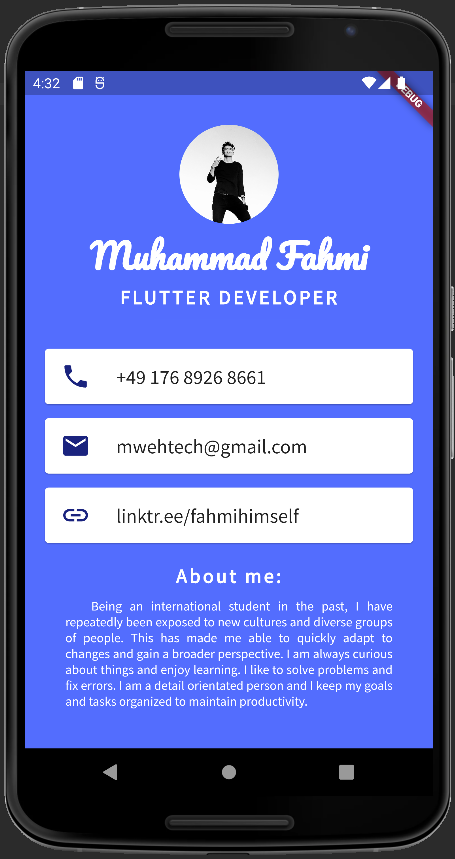 4:32
DEBUG
Muhammad Fahmi
FLUTTER DEVELOPER
+49 176 8926 8661
mwehtech@gmail.com
linktr.ee/fahmihimself
About me:
Being an international student in the past, I have
repeatedly been exposed to new cultures and diverse groups
of people. This has made me able to quickly adapt to
changes and gain a broader perspective. I am always curious
about things and enjoy learning. I like to solve problems and
fix errors. I am a detail orientated person and I keep my goals
and tasks organized to maintain productivity.